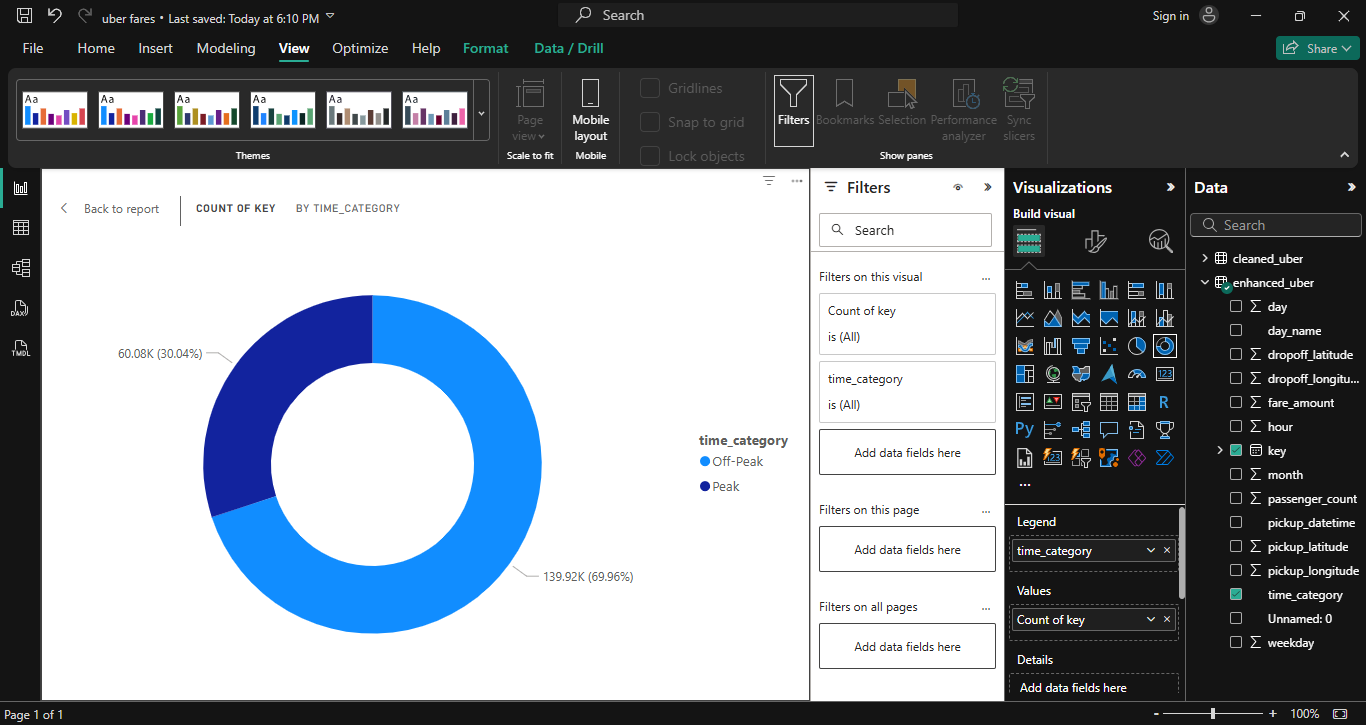 uber fares • Last saved: Today at 6:10 PM
Search
Sign in
File Home Insert Modeling View Optimize Help Format Data / Drill
Share
Aa Aa Aa Aa Aa Aa
Page view
Mobile layout
Gridlines
Snap to grid
Lock objects
Filters
Bookmarks
Selection
Performance analyzer
Sync slicers
Themes
Scale to fit
Mobile
Show panes
Back to report
COUNT OF KEY
BY TIME_CATEGORY
60.08K (30.04%)
139.92K (69.96%)
time_category
Off-Peak
Peak
DAX
TMDL
Filters
Search
Filters on this visual
...
Count of key
is (All)
time_category
is (All)
Add data fields here
Filters on this page
...
Add data fields here
Filters on all pages
...
Add data fields here
Visualizations
Build visual
123
R
Py
123
...
Legend
time_category
Values
Count of key
Details
Add data fields here
Data
Search
cleaned_uber
enhanced_uber
day
day_name
dropoff_latitude
dropoff_longitu...
fare_amount
hour
key
month
passenger_count
pickup_datetime
pickup_latitude
pickup_longitude
time_category
Unnamed: 0
weekday
Page 1 of 1
- + 100%